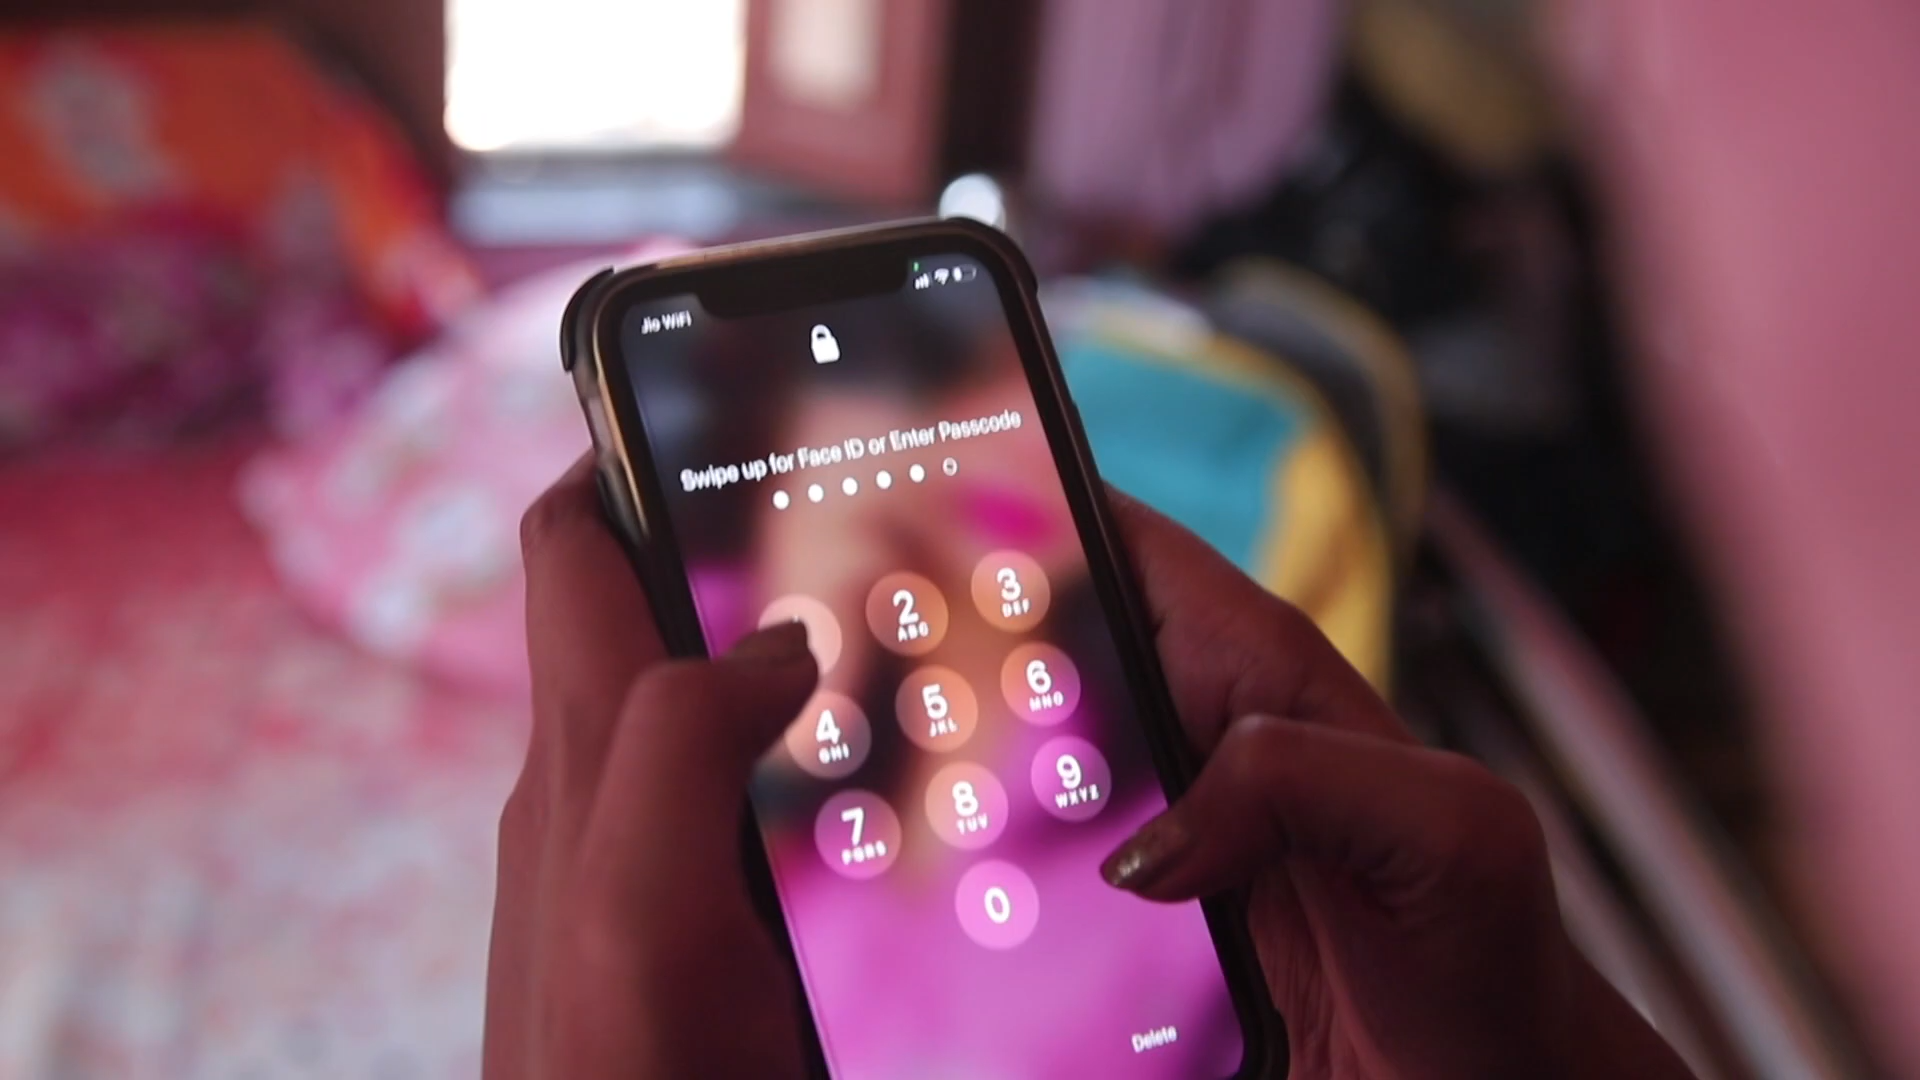 Jio WiFi
Swipe up for Face ID or Enter Passcode
2 3
ABC DEF
4 5 6
GHI JKL MNO
7 8 9
PQRS TUV WXYZ
0
Delete